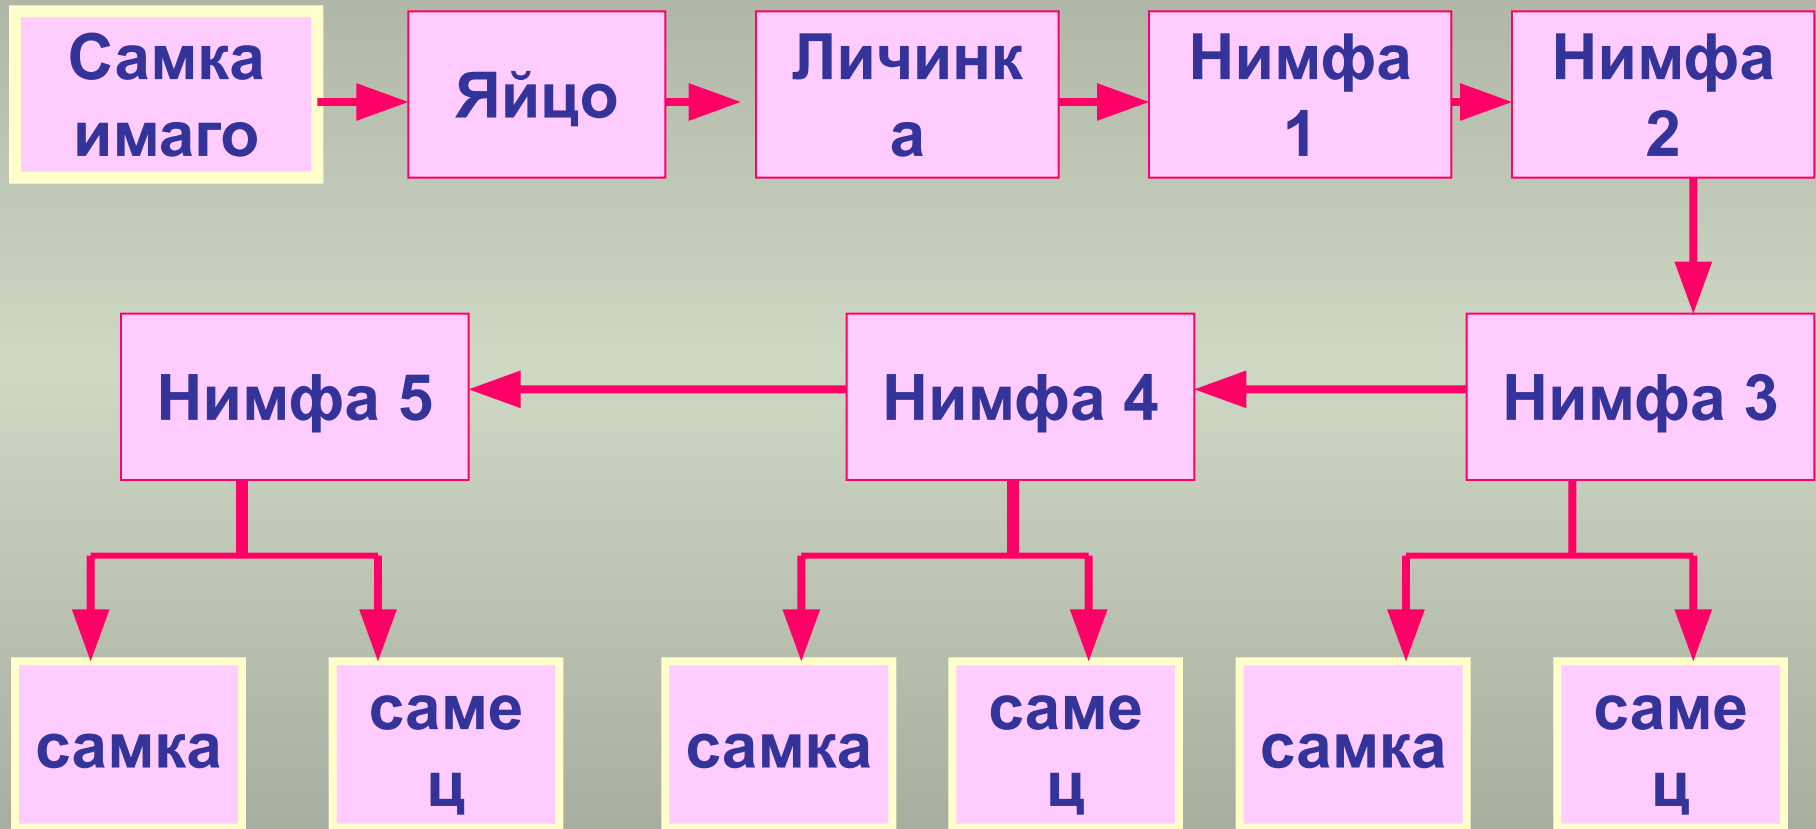 Самка
имаго
Яйцо
Личинк
а
Нимфа
1
Нимфа
2
Нимфа 5
Нимфа 4
Нимфа 3
самка
саме
ц
самка
саме
ц
самка
саме
ц